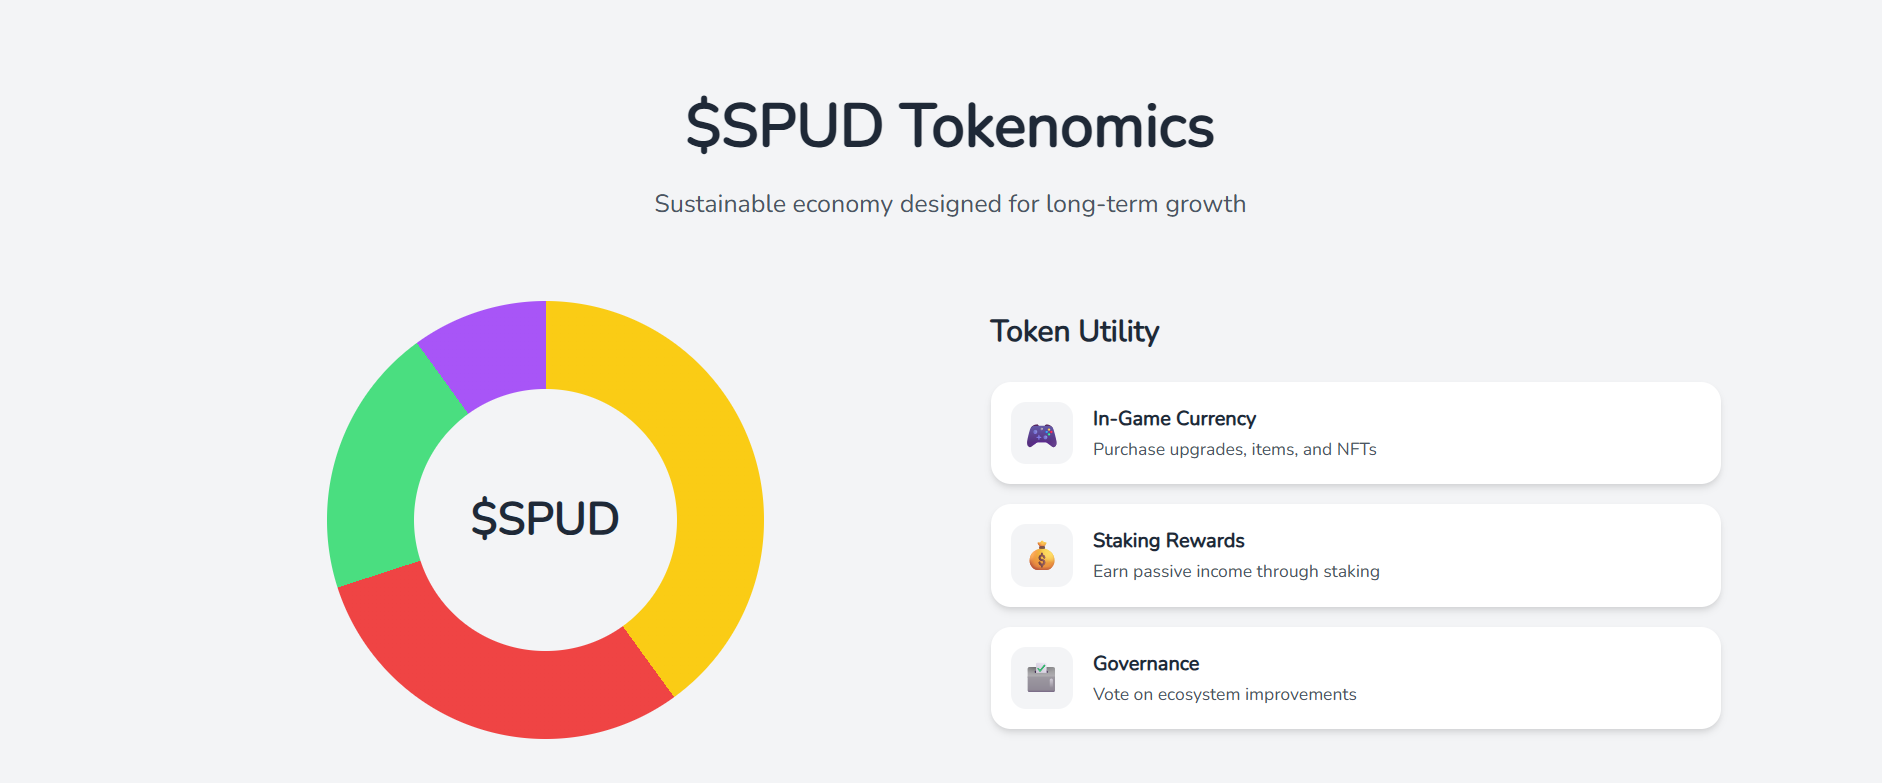 $SPUD Tokenomics
Sustainable economy designed for long-term growth
$SPUD
Token Utility
In-Game Currency
Purchase upgrades, items, and NFTs
Staking Rewards
Earn passive income through staking
Governance
Vote on ecosystem improvements